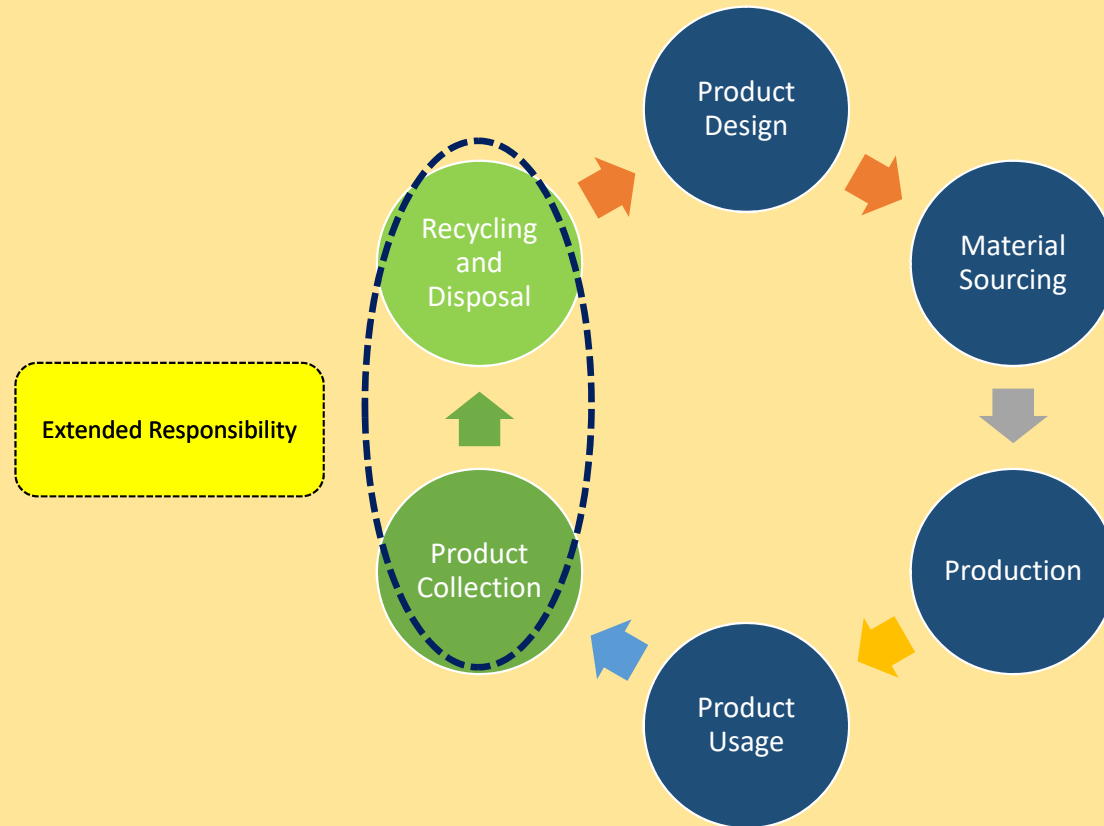 Product
Design
Material
Sourcing
Production
Product
Usage
Product
Collection
Recycling
and
Disposal
Extended Responsibility